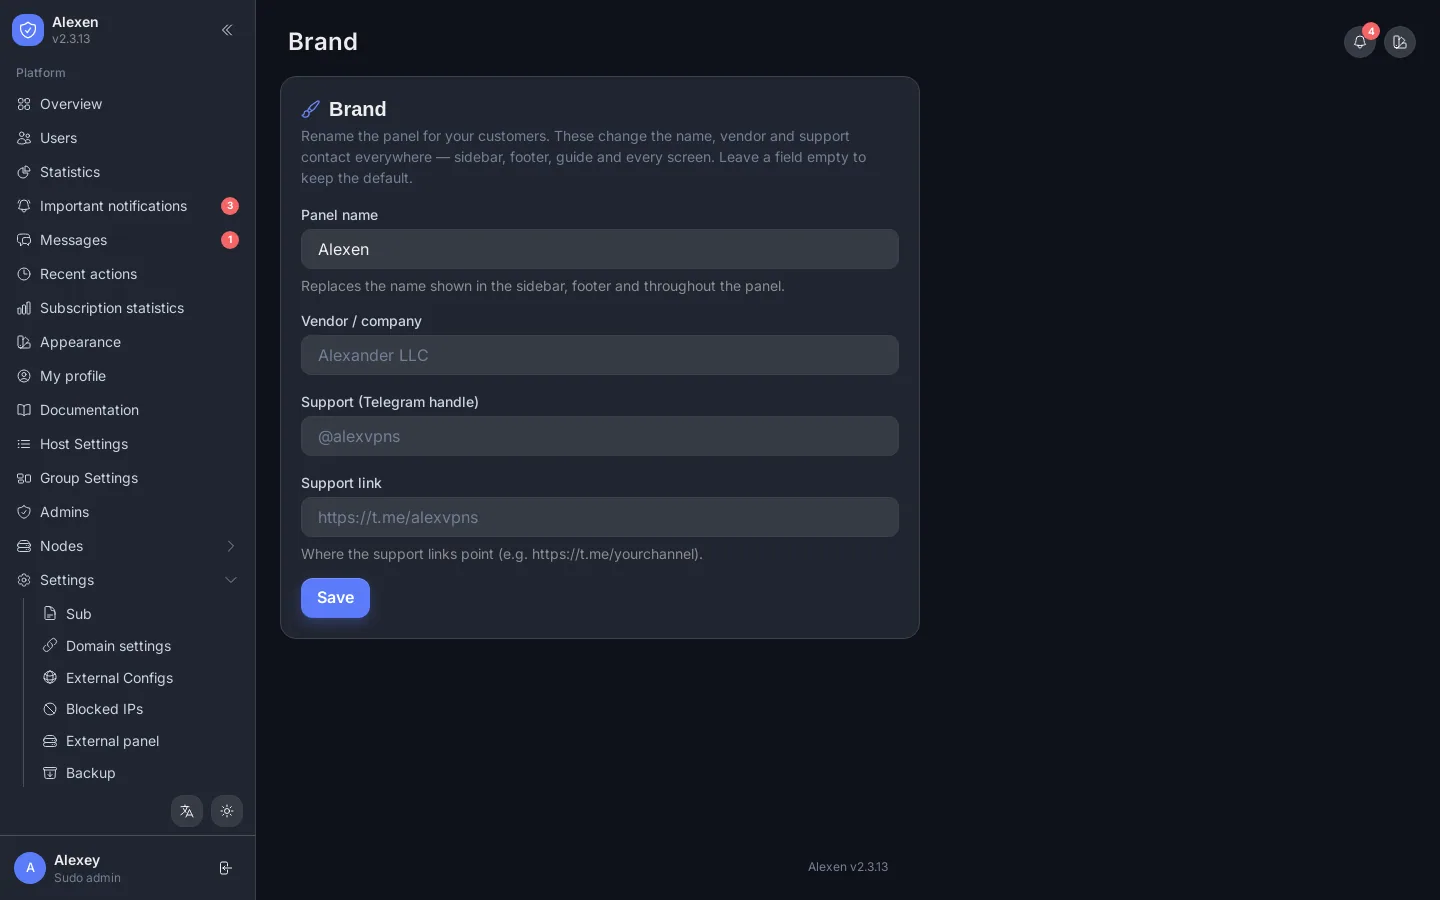 Alexen
v2.3.13
Platform
Overview
Users
Statistics
Important notifications 3
Messages 1
Recent actions
Subscription statistics
Appearance
My profile
Documentation
Host Settings
Group Settings
Admins
Nodes
Settings
Sub
Domain settings
External Configs
Blocked IPs
External panel
Backup
A
Alexey
Sudo admin
Brand
4
Brand
Rename the panel for your customers. These change the name, vendor and support
contact everywhere — sidebar, footer, guide and every screen. Leave a field empty to
keep the default.
Panel name
Alexen
Replaces the name shown in the sidebar, footer and throughout the panel.
Vendor / company
Alexander LLC
Support (Telegram handle)
@alexvpns
Support link
https://t.me/alexvpns
Where the support links point (e.g. https://t.me/yourchannel).
Save
Alexen v2.3.13